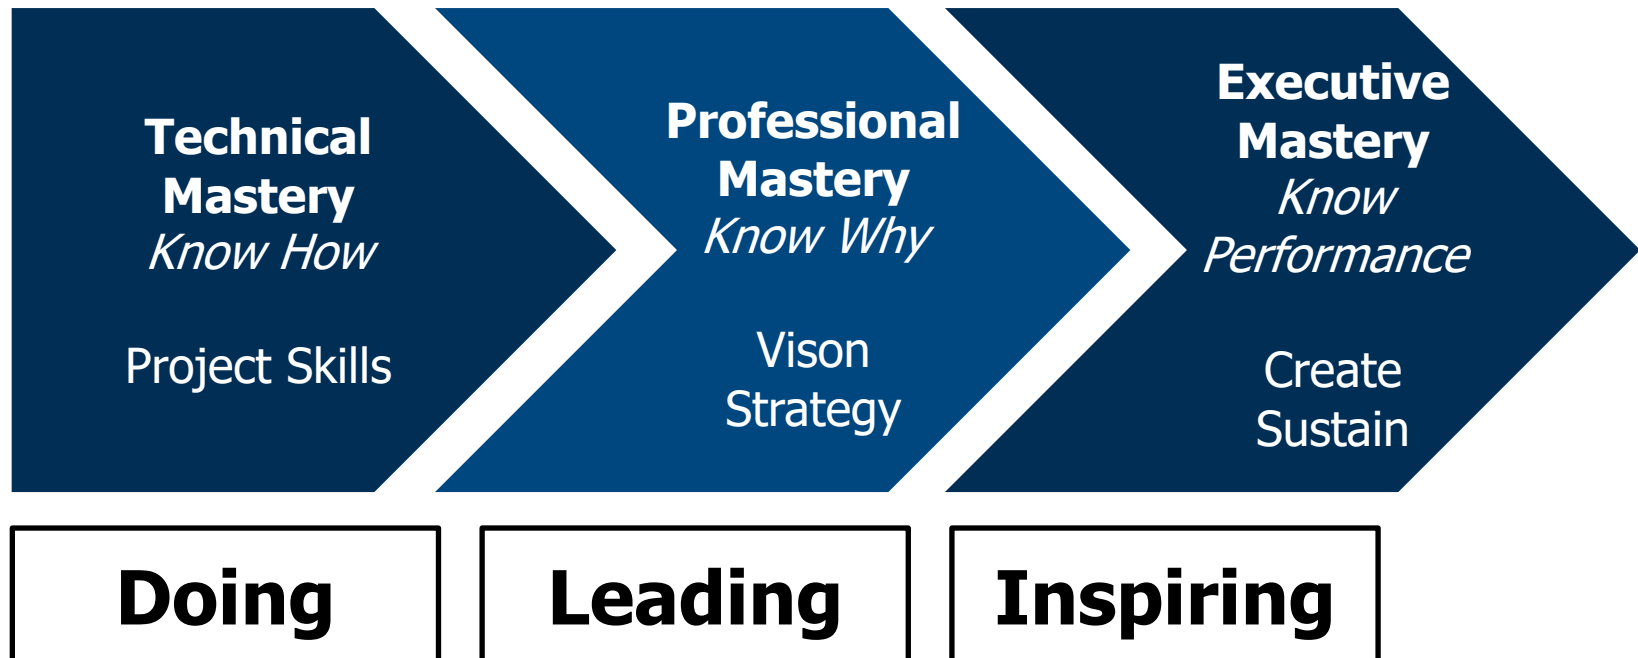 Technical
Mastery
Know How
Project Skills
Professional
Mastery
Know Why
Vison
Strategy
Executive
Mastery
Know
Performance
Create
Sustain
Doing
Leading
Inspiring